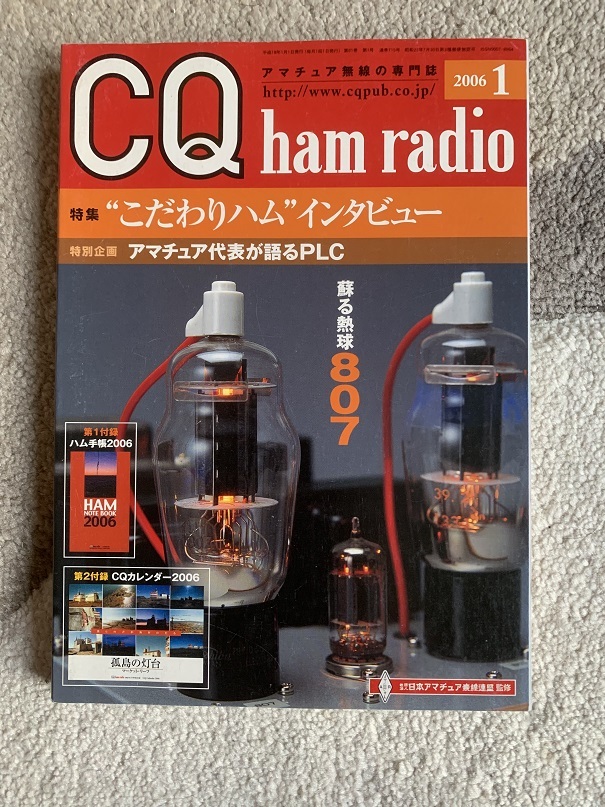 アマチュア無線の専門誌
http://www.cqpub.co.jp/
2006 1
CQ ham radio
特集 “こだわりハム”インタビュー
特別企画 アマチュア代表が語るPLC
蘇る熱球807
第1付録
ハム手帳2006
HAM
NOTE BOOK
2006
第2付録 CQカレンダー2006
孤島の灯台
日本アマチュア無線連盟 監修